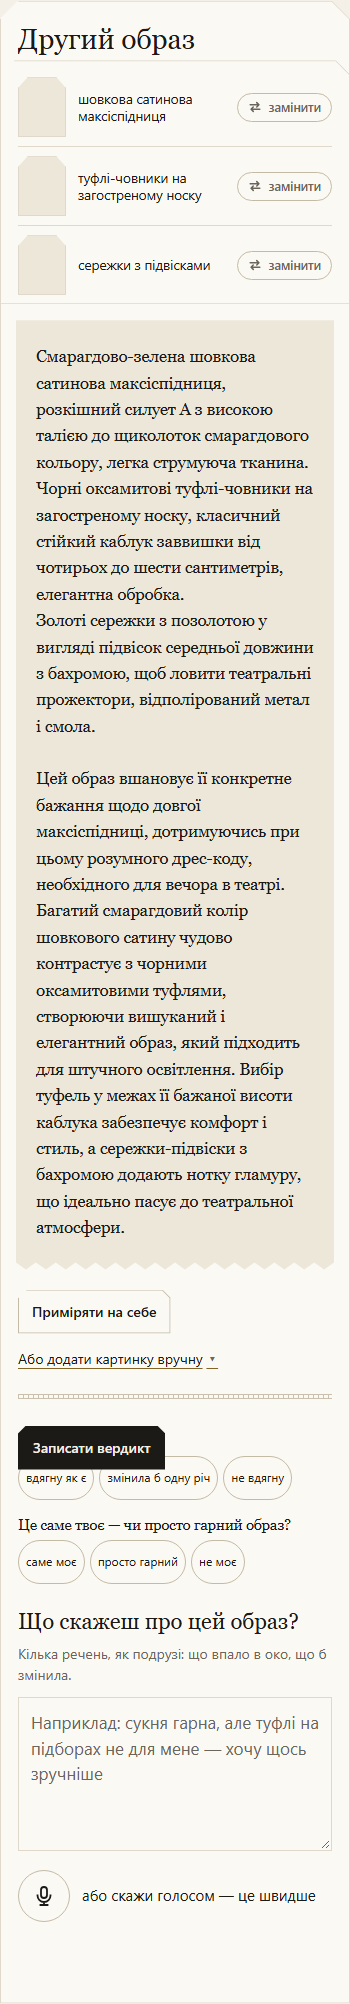 Другий образ
шовкова сатинова
максіспідниця
замінити
туфлі-човники на
загостреному носку
замінити
сережки з підвісками
замінити
Смарагдово-зелена шовкова
сатинова максіспідниця,
розкішний силует А з високою
талією до щиколоток смарагдового
кольору, легка струмуюча тканина.
Чорні оксамитові туфлі-човники на
загостреному носку, класичний
стійкий каблук заввишки від
чотирьох до шести сантиметрів,
елегантна обробка.
Золоті сережки з позолотою у
вигляді підвісок середньої довжини
з бахромою, щоб ловити театральні
прожектори, відполірований метал
і смола.
Цей образ вшановує її конкретне
бажання щодо довгої
максіспідниці, дотримуючись при
цьому розумного дрес-коду,
необхідного для вечора в театрі.
Багатий смарагдовий колір
шовкового сатину чудово
контрастує з чорними
оксамитовими туфлями,
створюючи вишуканий і
елегантний образ, який підходить
для штучного освітлення. Вибір
туфель у межах її бажаної висоти
каблука забезпечує комфорт і
стиль, а сережки-підвіски з
бахромою додають нотку гламуру,
що ідеально пасує до театральної
атмосфери.
Приміряти на себе
Або додати картинку вручну
Записати вердикт
вдягну як є
змінила б одну річ
не вдягну
Це саме твоє — чи просто гарний образ?
саме моє
просто гарний
не моє
Що скажеш про цей образ?
Кілька речень, як подрузі: що впало в око, що б
змінила.
Наприклад: сукня гарна, але туфлі на
підборах не для мене — хочу щось
зручніше
або скажи голосом — це швидше